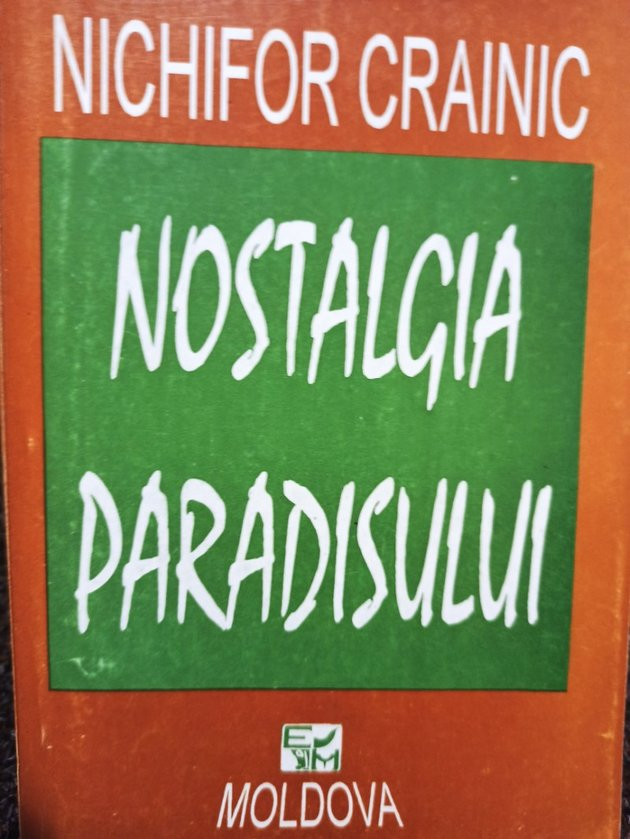 NICHIFOR CRAINIC
NOSTALGIA
PARADISULUI
E M
MOLDOVA